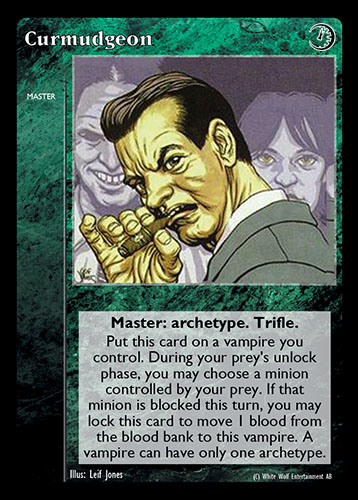 Curmudgeon
MASTER
Master: archetype. Trifle.
Put this card on a vampire you
control. During your prey's unlock
phase, you may choose a minion
controlled by your prey. If that
minion is blocked this turn, you may
lock this card to move 1 blood from
the blood bank to this vampire. A
vampire can have only one archetype.
Illus: Leif Jones
(C) White Wolf Entertainment AB